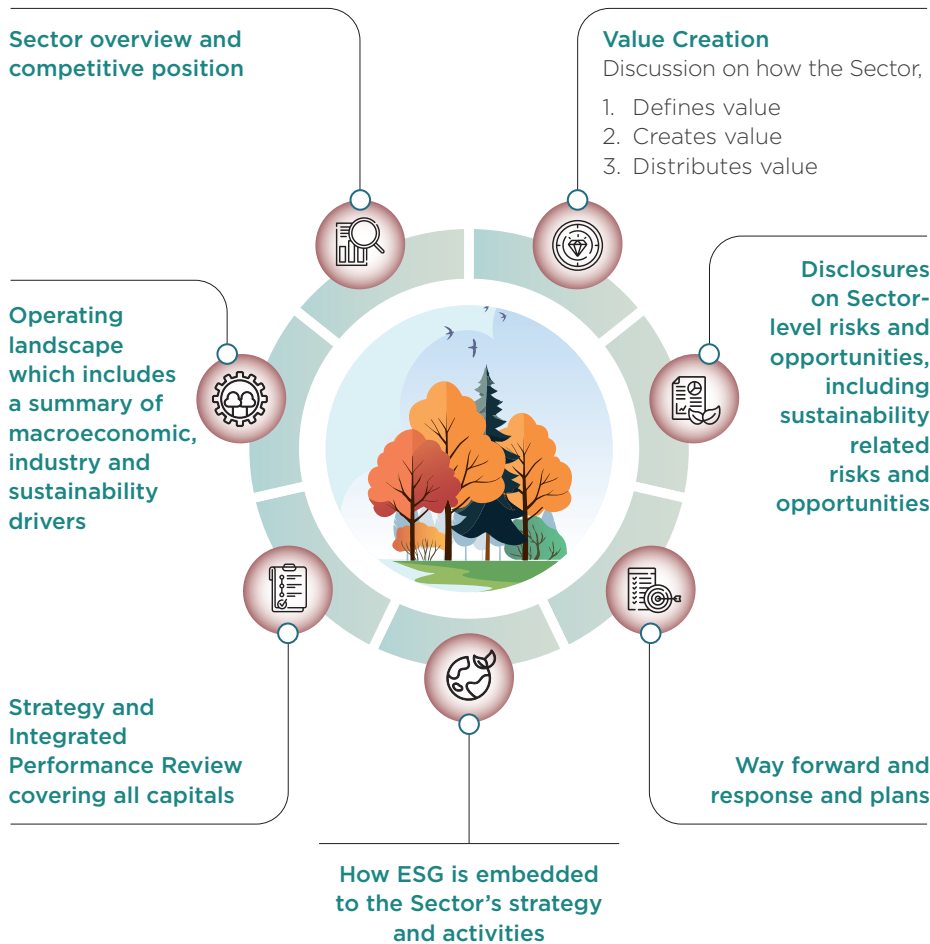 Sector overview and
competitive position
Value Creation
Discussion on how the Sector,
1. Defines value
2. Creates value
3. Distributes value
Operating
landscape
which includes
a summary of
macroeconomic,
industry and
sustainability
drivers
Disclosures
on Sector-
level risks and
opportunities,
including
sustainability
related
risks and
opportunities
Strategy and
Integrated
Performance Review
covering all capitals
Way forward and
response and plans
How ESG is embedded
to the Sector's strategy
and activities